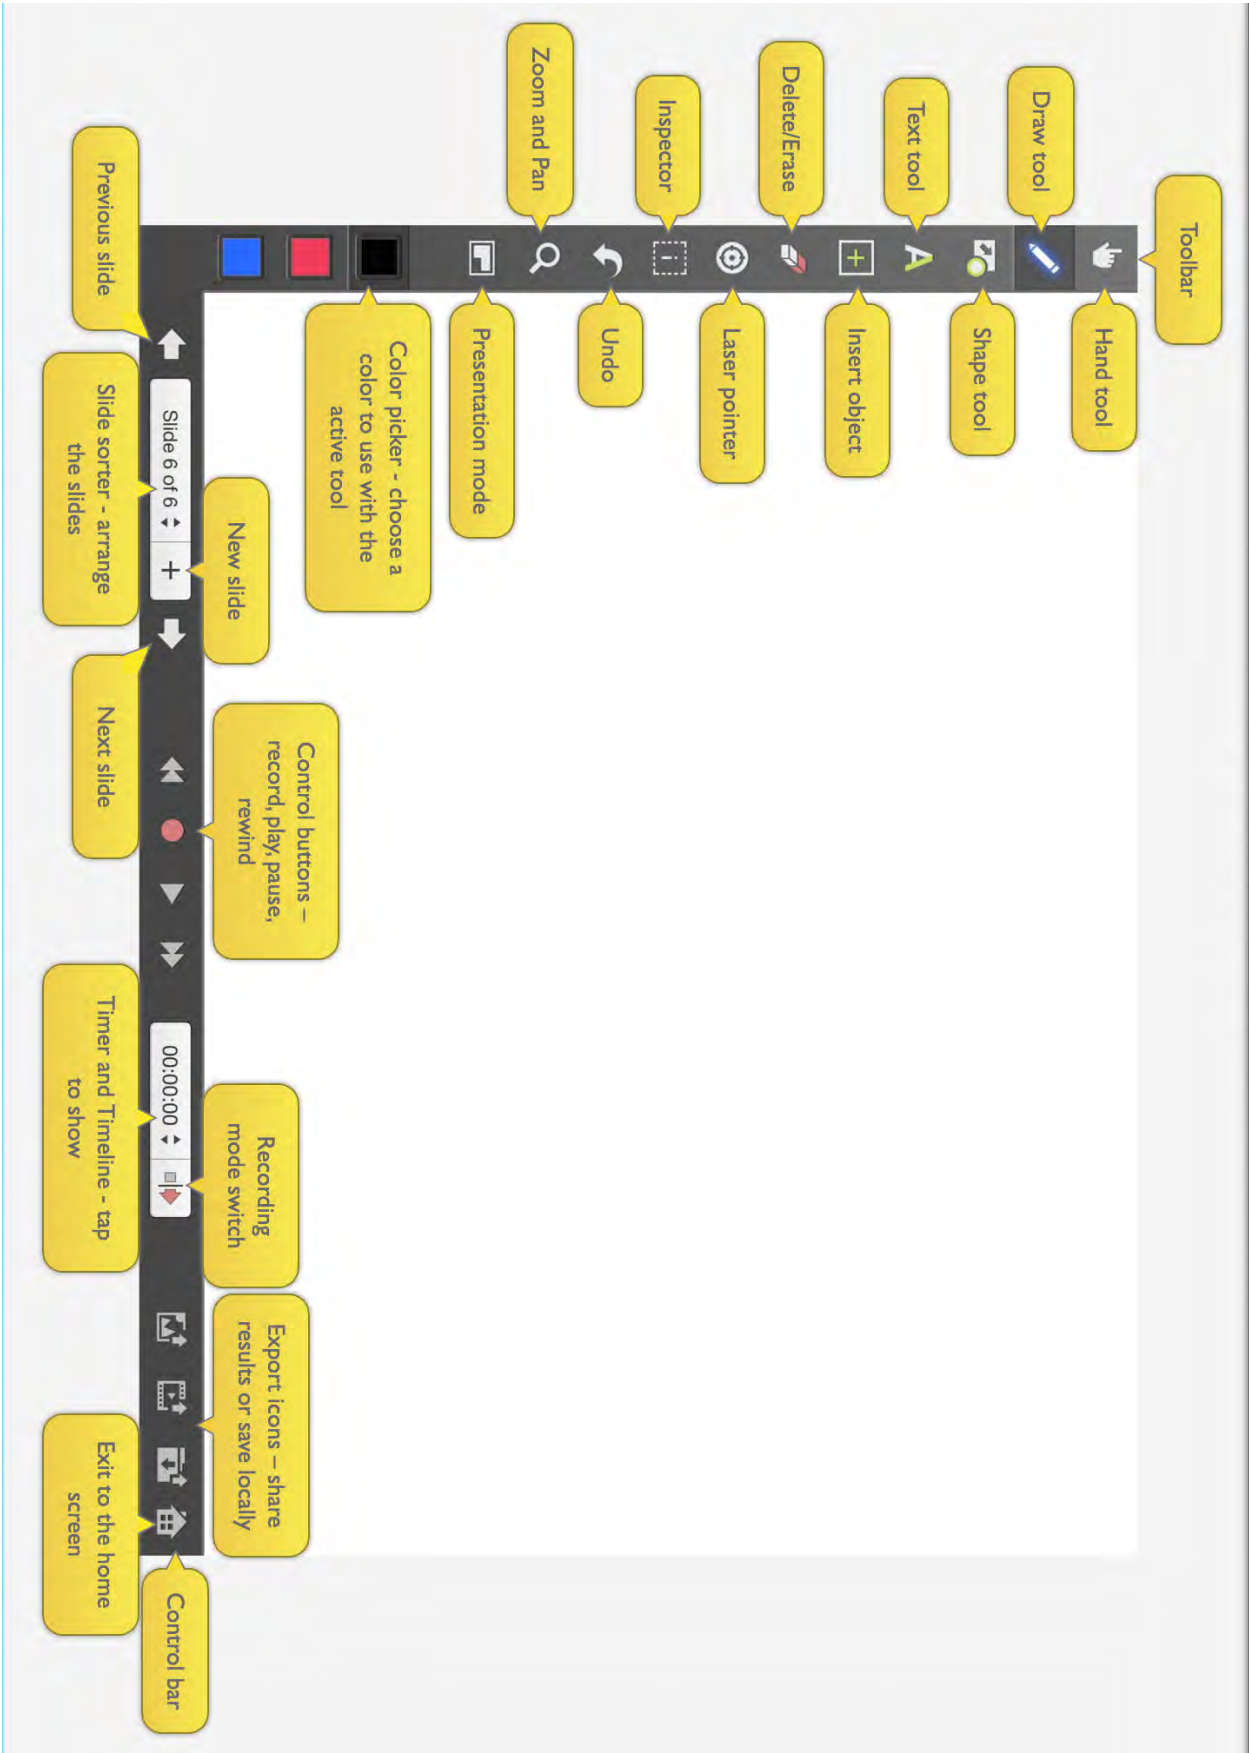 Toolbar
Hand tool
Draw tool
Shape tool
Text tool
Insert object
Delete/Erase
Laser pointer
Inspector
Undo
Zoom and Pan
Presentation mode
Color picker - choose a
color to use with the
active tool
Previous slide
Slide 6 of 6
Slide sorter - arrange
the slides
New slide
Next slide
Control buttons –
record, play, pause,
rewind
00:00:00
Timer and Timeline - tap
to show
Recording
mode switch
Export icons – share
results or save locally
Exit to the home
screen
Control bar